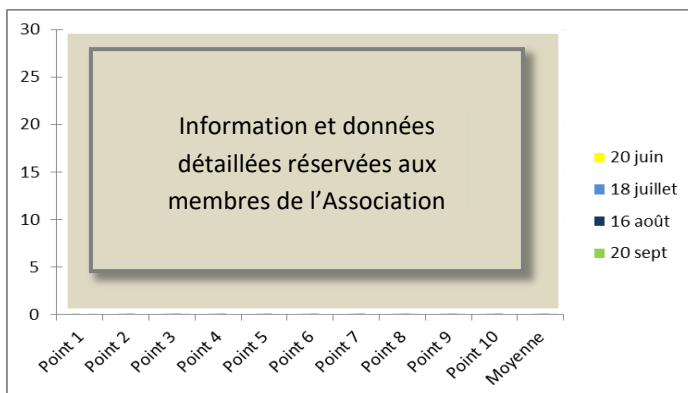 30
25
20
15
10
5
0
Information et données
détaillées réservées aux
membres de l’Association
20 juin
18 juillet
16 août
20 sept
Point 1
Point 2
Point 3
Point 4
Point 5
Point 6
Point 7
Point 8
Point 9
Point 10
Moyenne